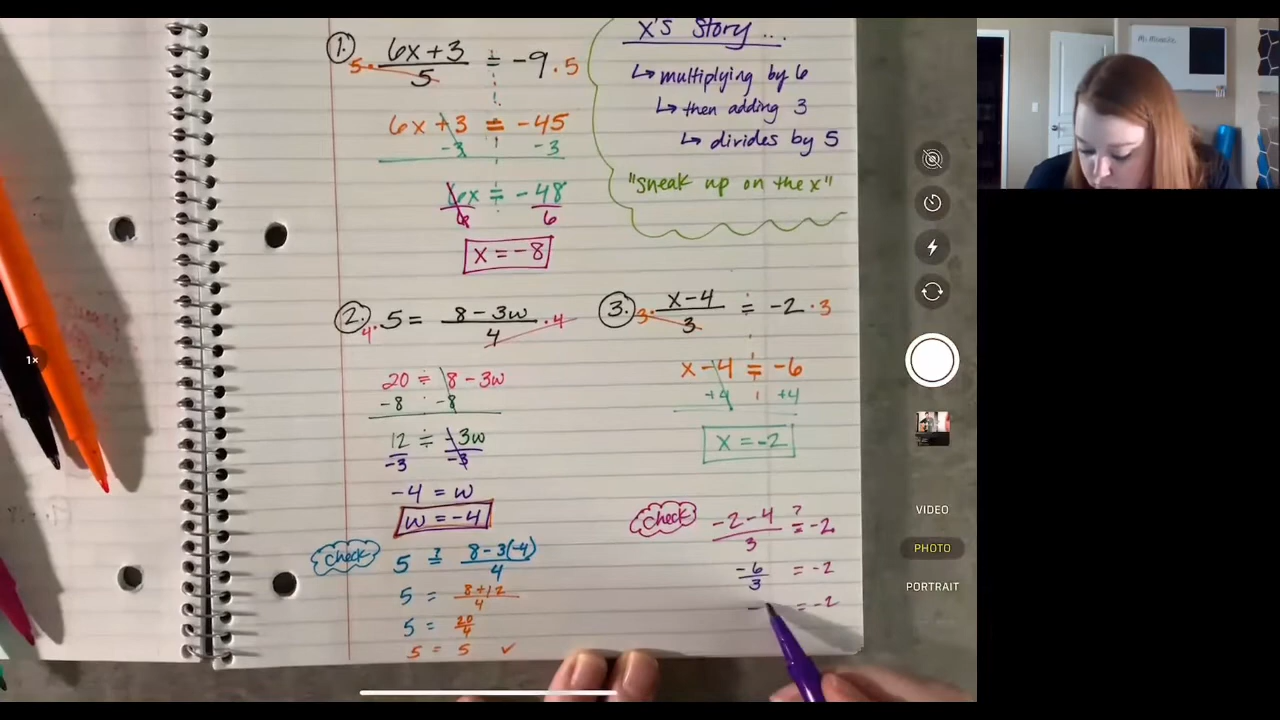 1. 5 · 6x + 3 / 5 = -9 · 5
6x + 3 = -45
-3 -3
6x = -48
6 6
x = -8
X's Story...
↳ multiplying by 6
↳ then adding 3
↳ divides by 5
"Sneak up on the x"
2. 4 · 5 = 8 - 3w / 4 · 4
20 = 8 - 3w
-8 -8
12 = -3w
-3 -3
-4 = w
w = -4
check
5 ?= 8 - 3(-4) / 4
5 = 8 + 12 / 4
5 = 20 / 4
5 = 5 ✓
3. 3 · x - 4 / 3 = -2 · 3
x - 4 = -6
+4 +4
x = -2
check
-2 - 4 / 3 ?= -2
-6 / 3 = -2
- = -2
1×
VIDEO
PHOTO
PORTRAIT